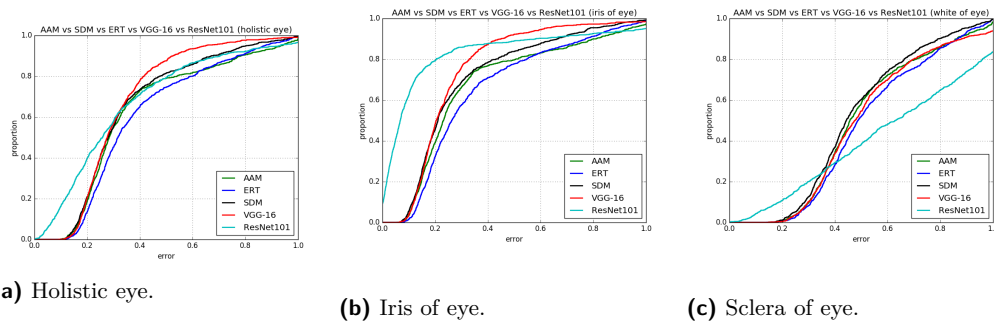 AAM vs SDM vs ERT vs VGG-16 vs ResNet101 (holistic eye)
1.0
0.8
0.6
0.4
0.2
0.0
proportion
0.0 0.2 0.4 0.6 0.8 1.0
error
AAM
ERT
SDM
VGG-16
ResNet101
a) Holistic eye.
AAM vs SDM vs ERT vs VGG-16 vs ResNet101 (iris of eye)
1.0
0.8
0.6
0.4
0.2
0.0
proportion
0.0 0.2 0.4 0.6 0.8 1.0
error
AAM
ERT
SDM
VGG-16
ResNet101
(b) Iris of eye.
AAM vs SDM vs ERT vs VGG-16 vs ResNet101 (white of eye)
1.0
0.8
0.6
0.4
0.2
0.0
proportion
0.0 0.2 0.4 0.6 0.8 1.0
error
AAM
ERT
SDM
VGG-16
ResNet101
(c) Sclera of eye.